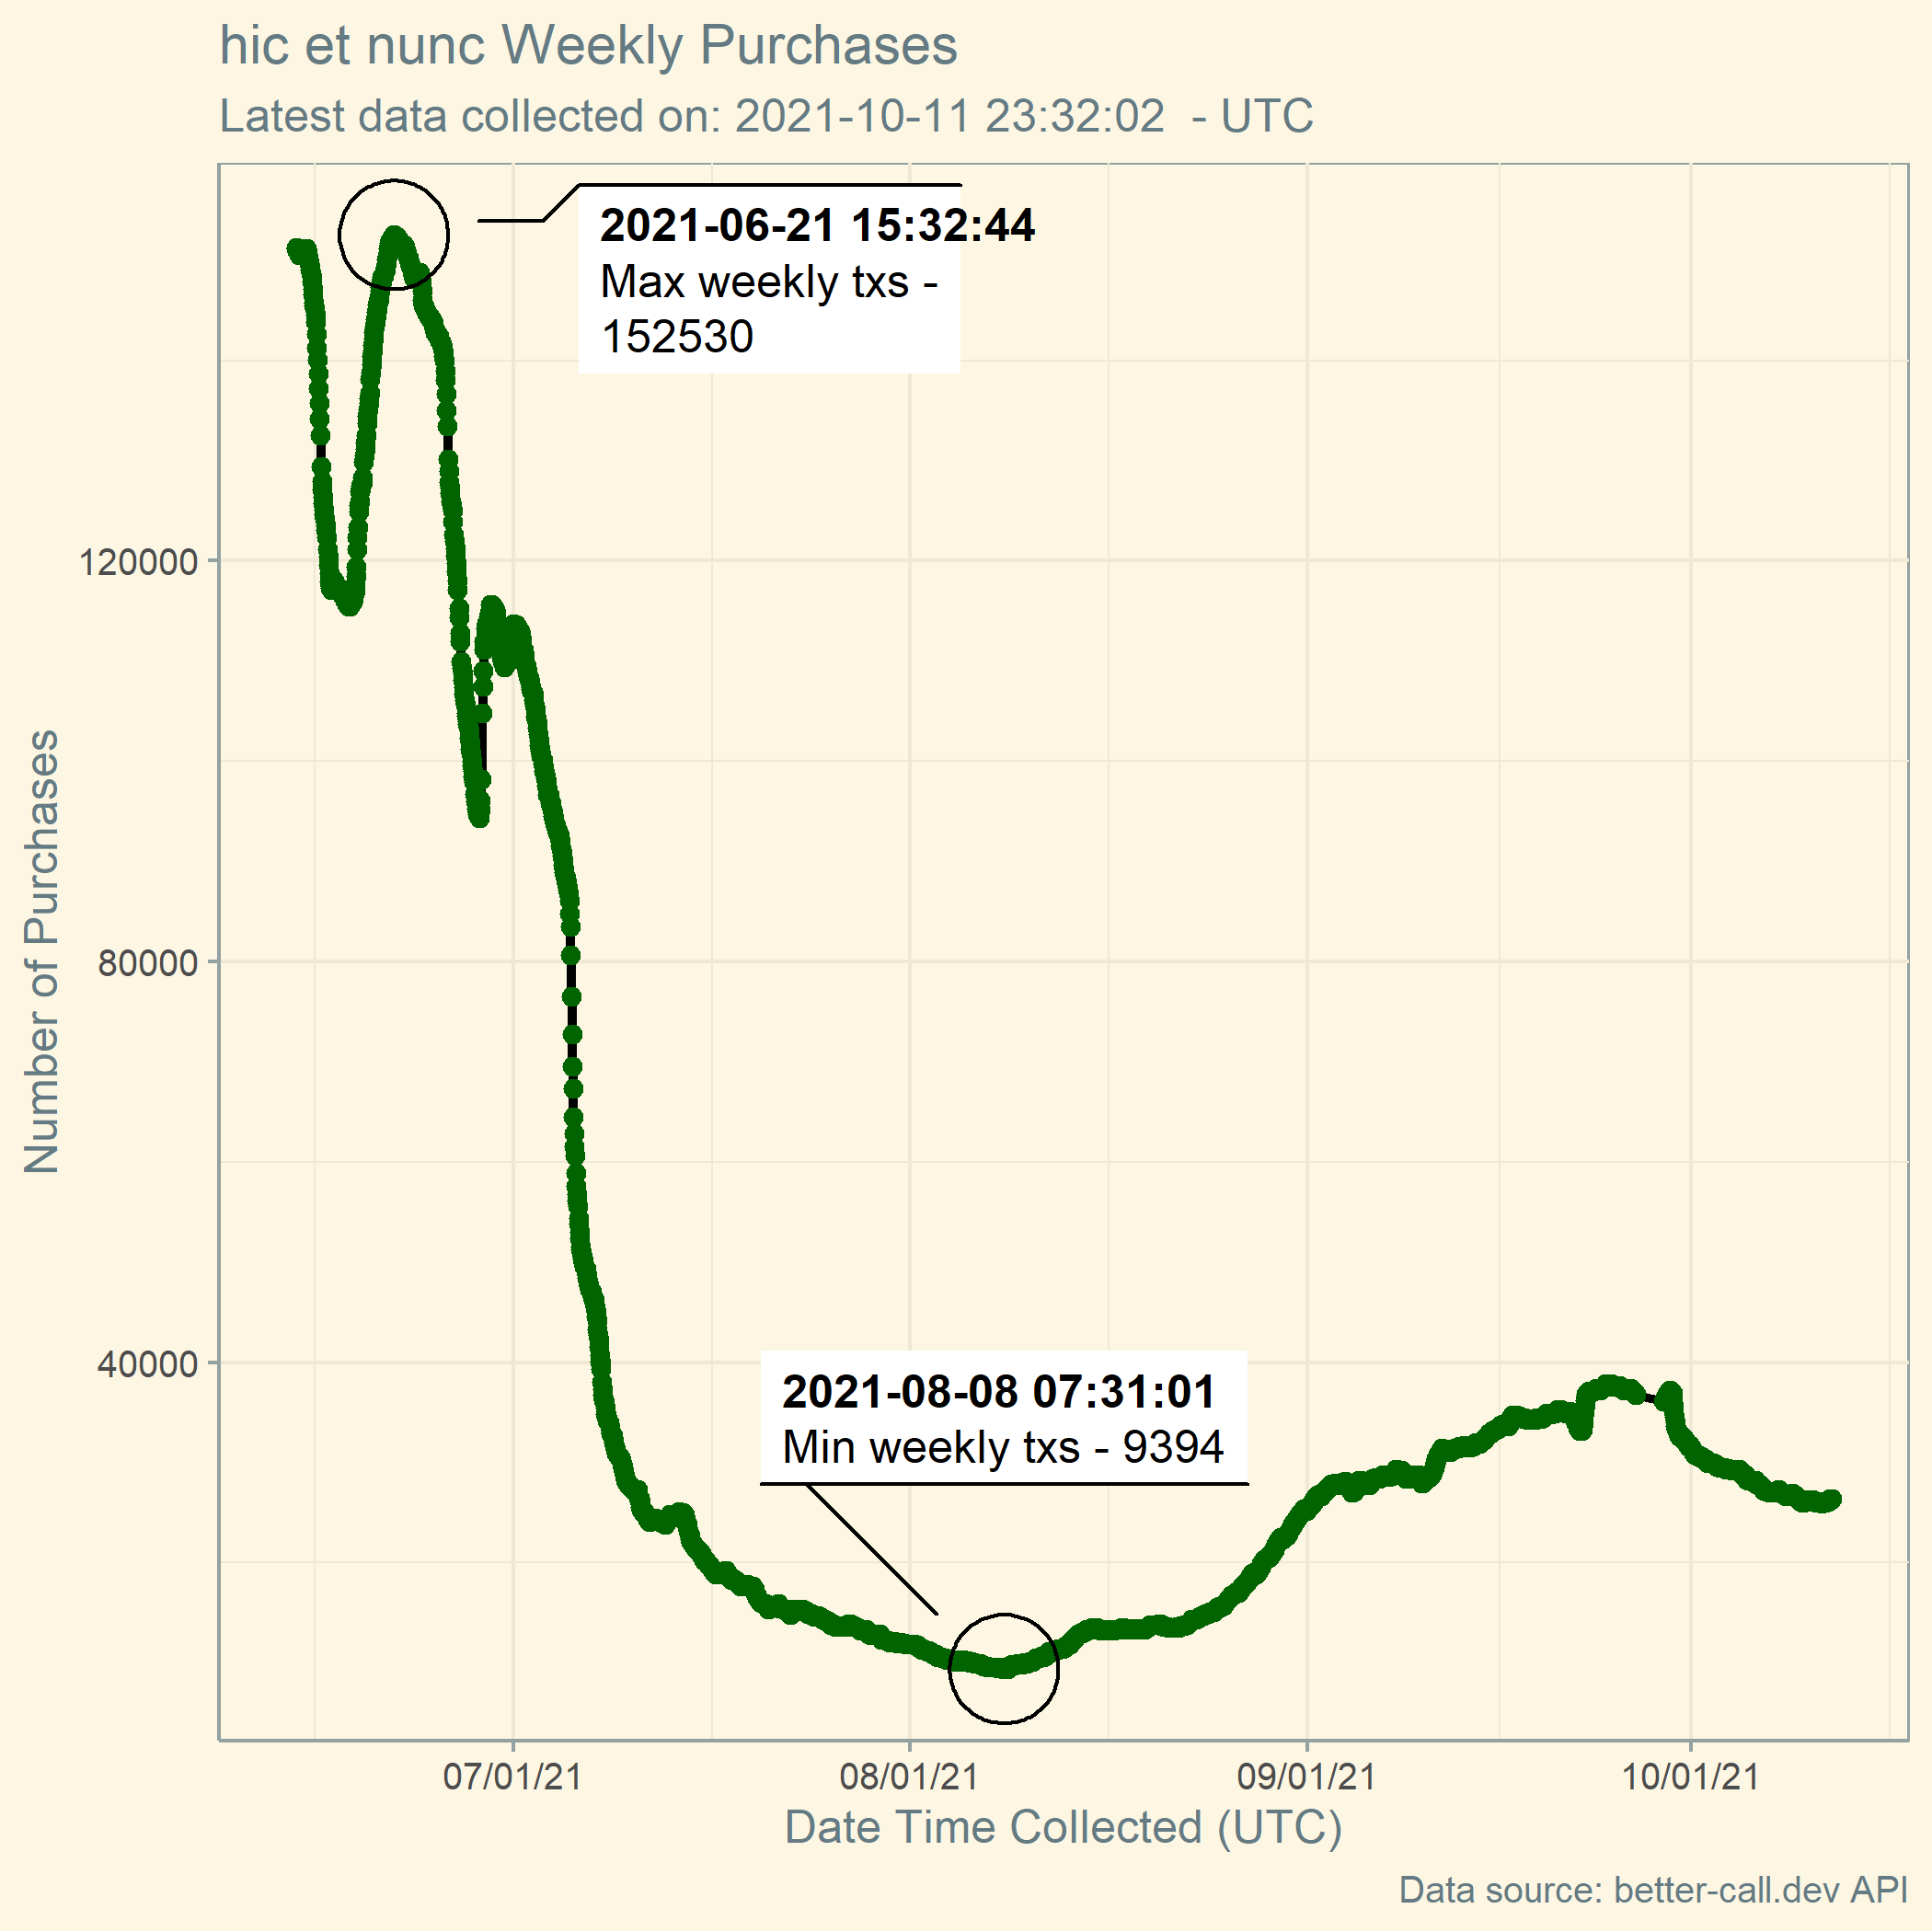 hic et nunc Weekly Purchases
Latest data collected on: 2021-10-11 23:32:02  - UTC
2021-06-21 15:32:44
Max weekly txs -
152530
120000
80000
40000
Number of Purchases
2021-08-08 07:31:01
Min weekly txs - 9394
07/01/21
08/01/21
09/01/21
10/01/21
Date Time Collected (UTC)
Data source: better-call.dev API